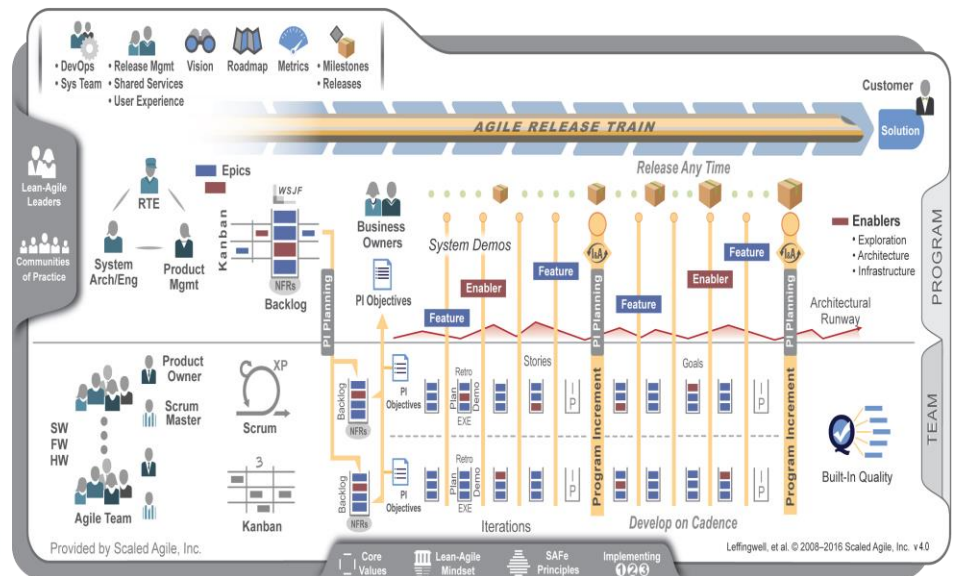 • DevOps
• Sys Team
• Release Mgmt
• Shared Services
• User Experience
Vision
Roadmap
Metrics
• Milestones
• Releases
Customer
AGILE RELEASE TRAIN
Solution
Release Any Time
Lean-Agile
Leaders
Communities
of Practice
RTE
System
Arch/Eng
Product
Mgmt
Epics
WSJF
Kanban
NFRs
Backlog
PI Planning
Business
Owners
PI Objectives
System Demos
Feature
Enabler
Feature
I&A
PI Planning
Feature
Enabler
Feature
I&A
PI Planning
Enablers
• Exploration
• Architecture
• Infrastructure
Architectural
Runway
PROGRAM
Product
Owner
Scrum
Master
SW
FW
HW
Agile Team
XP
Scrum
3
Kanban
Backlog
NFRs
PI
Objectives
Plan
Retro
EXE
Demo
Stories
I
P
Program Increment
Goals
I
P
Program Increment
Backlog
NFRs
PI
Objectives
Plan
Retro
EXE
Demo
I
P
I
P
Iterations
Develop on Cadence
Q
Built-In Quality
TEAM
Provided by Scaled Agile, Inc.
Leffingwell, et al. © 2008–2016 Scaled Agile, Inc. v 4.0
Core
Values
Lean-Agile
Mindset
SAFe
Principles
Implementing
123